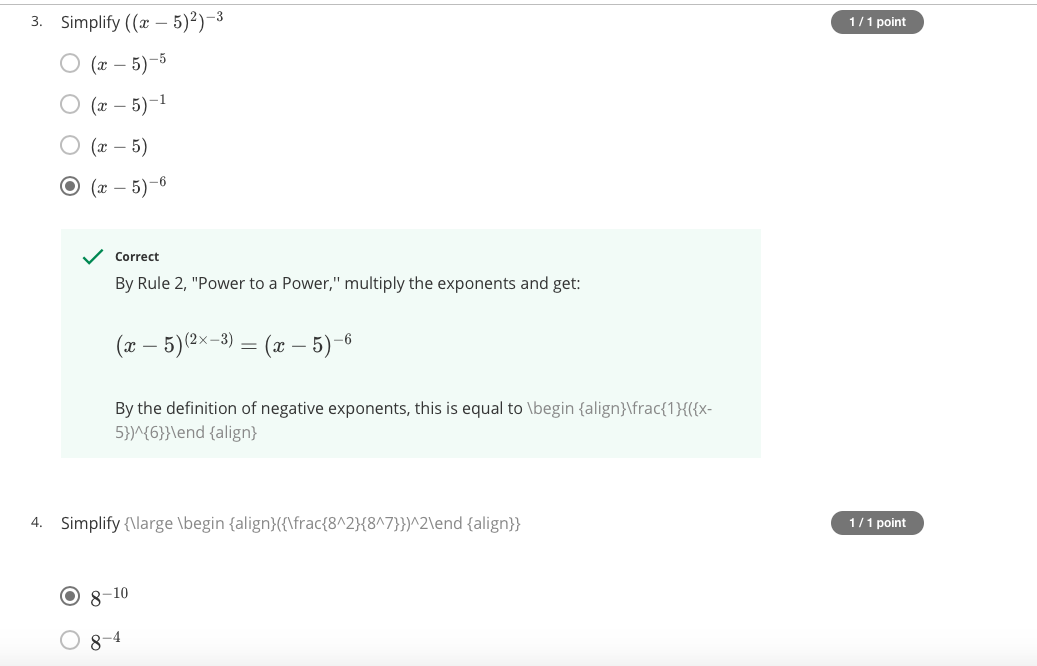 3. Simplify ((x − 5)²)⁻³ 1 / 1 point
(x − 5)⁻⁵
(x − 5)⁻¹
(x − 5)
(x − 5)⁻⁶
Correct
By Rule 2, "Power to a Power,'' multiply the exponents and get:
(x − 5)⁽²ˣ⁻³⁾ = (x − 5)⁻⁶
By the definition of negative exponents, this is equal to \begin {align}\frac{1}{({x-
5})^{6}}\end {align}
4. Simplify {\large \begin {align}({\frac{8^2}{8^7}})^2\end {align}} 1 / 1 point
8⁻¹⁰
8⁻⁴